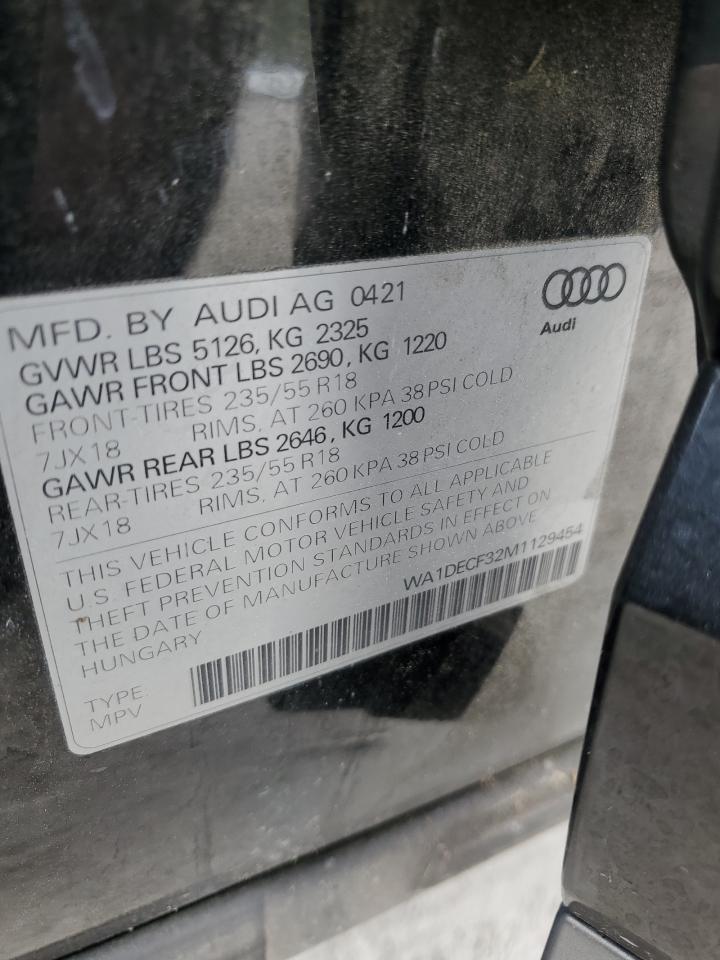 MFD. BY AUDI AG 0421
GVWR LBS 5126, KG 2325
GAWR FRONT LBS 2690, KG 1220
FRONT-TIRES 235/55 R18
7JX18 RIMS, AT 260 KPA 38 PSI COLD
GAWR REAR LBS 2646, KG 1200
REAR-TIRES 235/55 R18
7JX18 RIMS, AT 260 KPA 38 PSI COLD
THIS VEHICLE CONFORMS TO ALL APPLICABLE
U.S. FEDERAL MOTOR VEHICLE SAFETY AND
THEFT PREVENTION STANDARDS IN EFFECT ON
THE DATE OF MANUFACTURE SHOWN ABOVE
HUNGARY
WA1DECF32M1129454
TYPE:
MPV
Audi